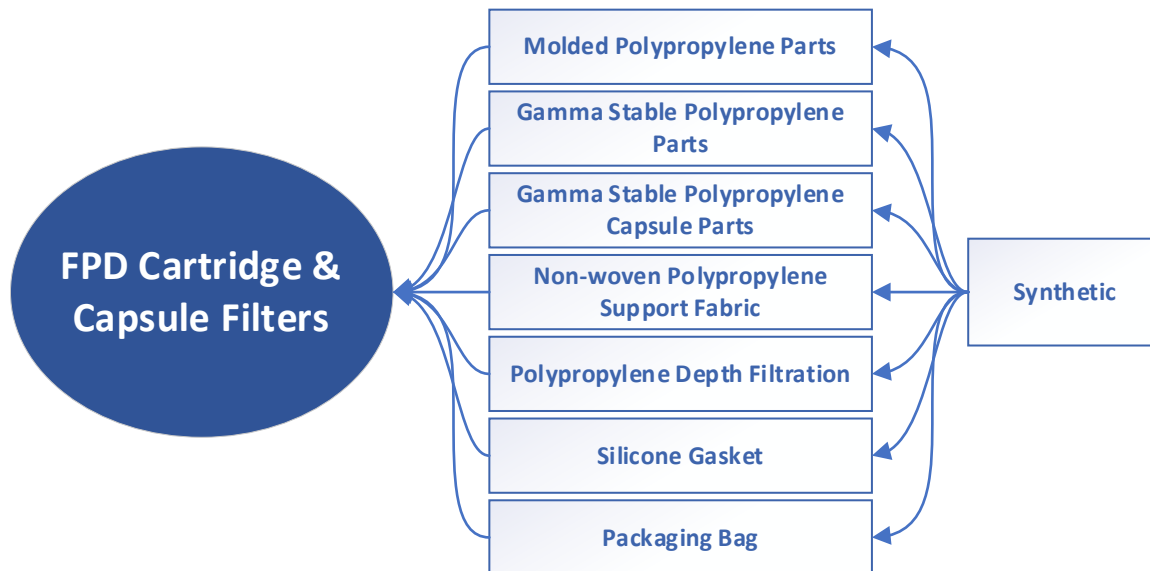 FPD Cartridge &
Capsule Filters
Molded Polypropylene Parts
Gamma Stable Polypropylene
Parts
Gamma Stable Polypropylene
Capsule Parts
Non-woven Polypropylene
Support Fabric
Polypropylene Depth Filtration
Silicone Gasket
Packaging Bag
Synthetic